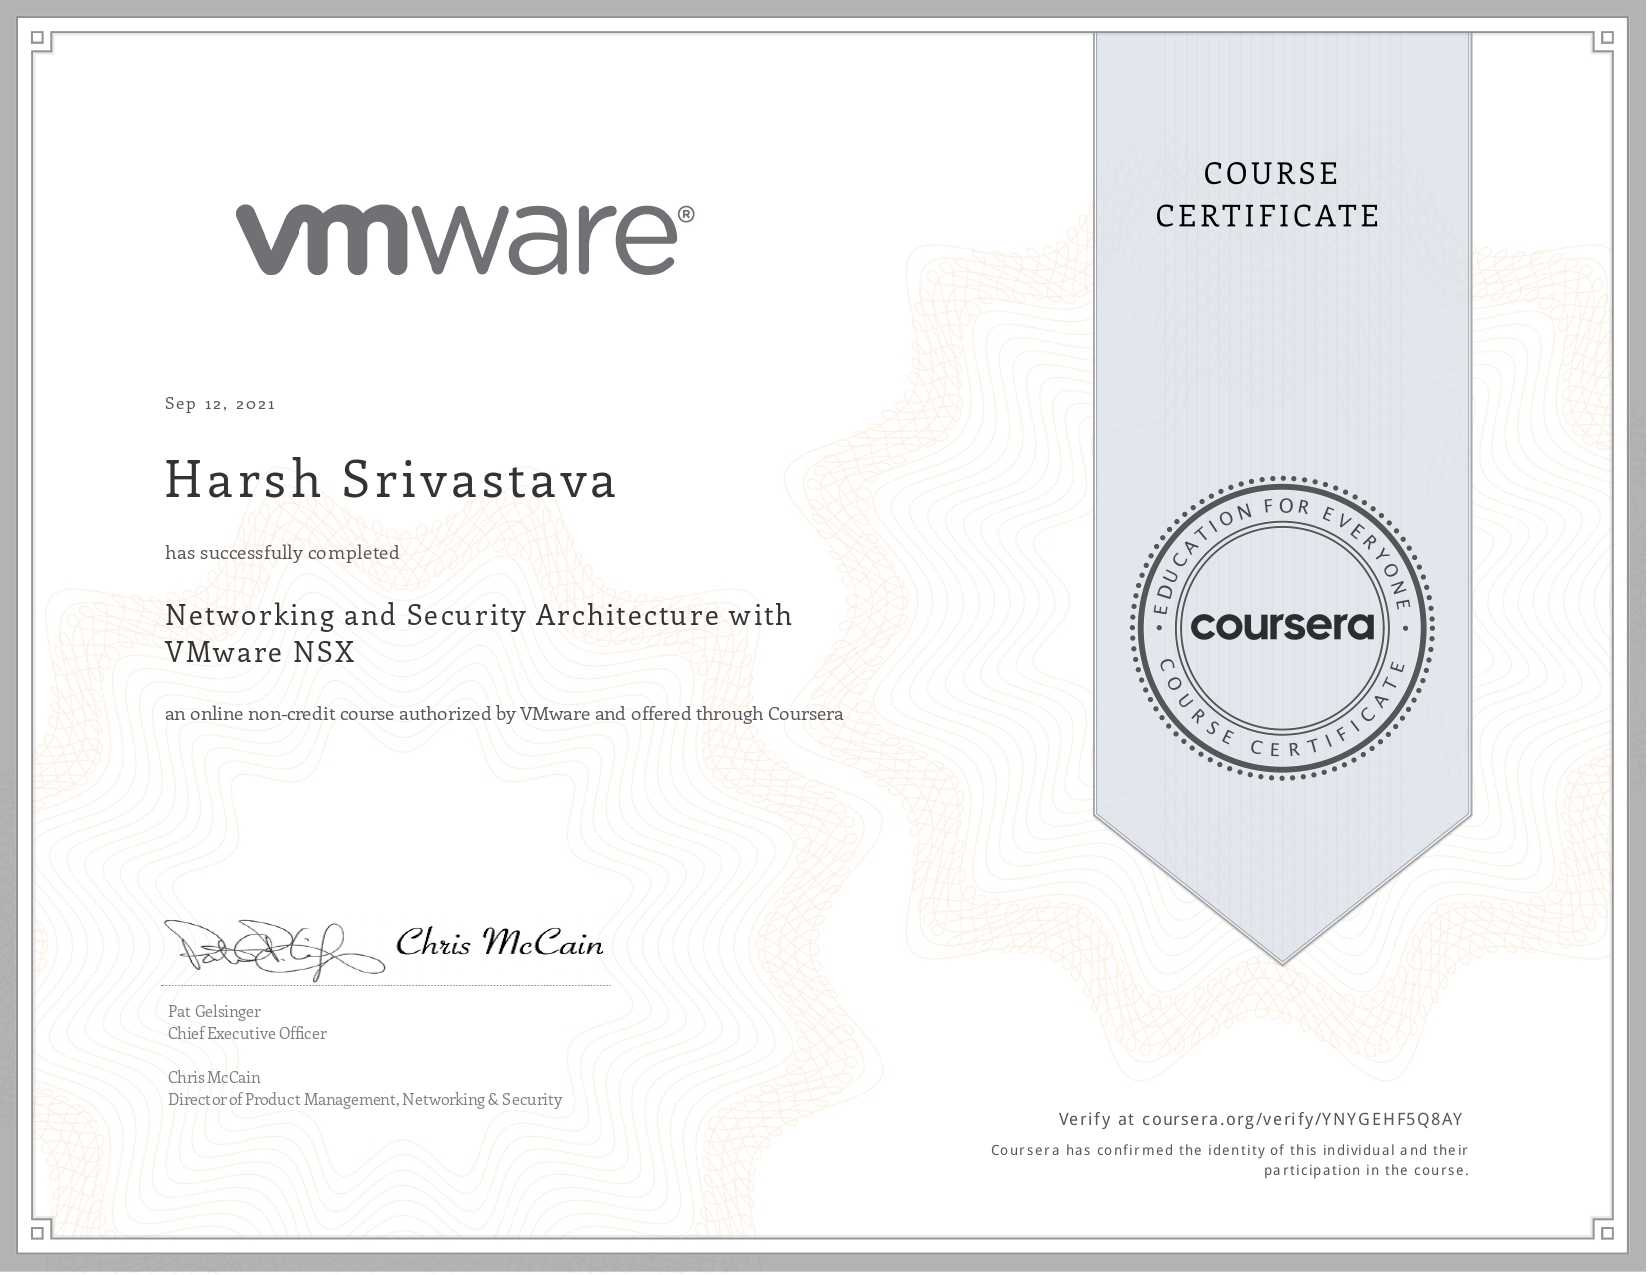 COURSE
CERTIFICATE
vmware®
Sep 12, 2021
Harsh Srivastava
has successfully completed
Networking and Security Architecture with
VMware NSX
an online non-credit course authorized by VMware and offered through Coursera
EDUCATION FOR EVERYONE
coursera
COURSE CERTIFICATE
Chris McCain
Pat Gelsinger
Chief Executive Officer
Chris McCain
Director of Product Management, Networking & Security
Verify at coursera.org/verify/YNYGEHF5Q8AY
Coursera has confirmed the identity of this individual and their
participation in the course.